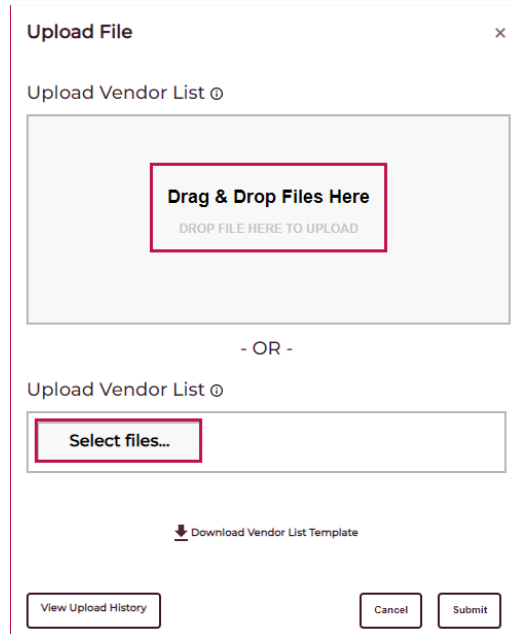 Upload File
Upload Vendor List
Drag & Drop Files Here
DROP FILE HERE TO UPLOAD
- OR -
Upload Vendor List
Select files...
Download Vendor List Template
View Upload History
Cancel
Submit